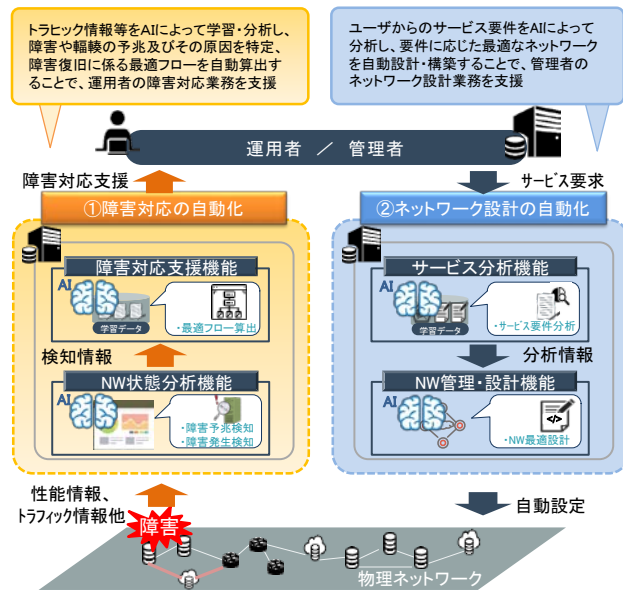 トラヒック情報等をAIによって学習・分析し、
障害や輻輳の予兆及びその原因を特定、
障害復旧に係る最適フローを自動算出す
ることで、運用者の障害対応業務を支援
ユーザからのサービス要件をAIによって
分析し、要件に応じた最適なネットワーク
を自動設計・構築することで、管理者の
ネットワーク設計業務を支援
運用者 ／ 管理者
障害対応支援
サービス要求
①障害対応の自動化
②ネットワーク設計の自動化
障害対応支援機能
AI
学習データ
・最適フロー算出
検知情報
NW状態分析機能
AI
・障害予兆検知
・障害発生検知
サービス分析機能
AI
学習データ
・サービス要件分析
分析情報
NW管理・設計機能
AI
</>
・NW最適設計
性能情報、
トラフィック情報他
自動設定
障害
物理ネットワーク